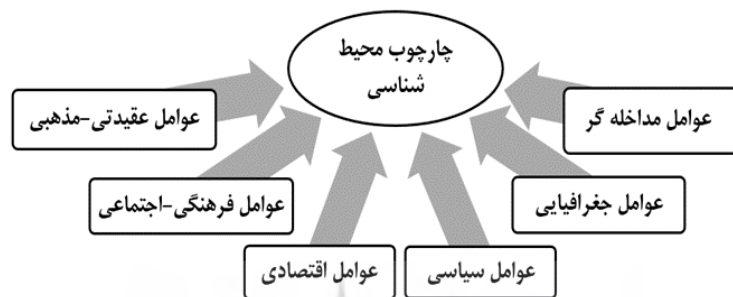 چارچوب محیط
شناسی
عوامل مداخله گر
عوامل عقیدتی-مذهبی
عوامل جغرافیایی
عوامل فرهنگی-اجتماعی
عوامل سیاسی
عوامل اقتصادی